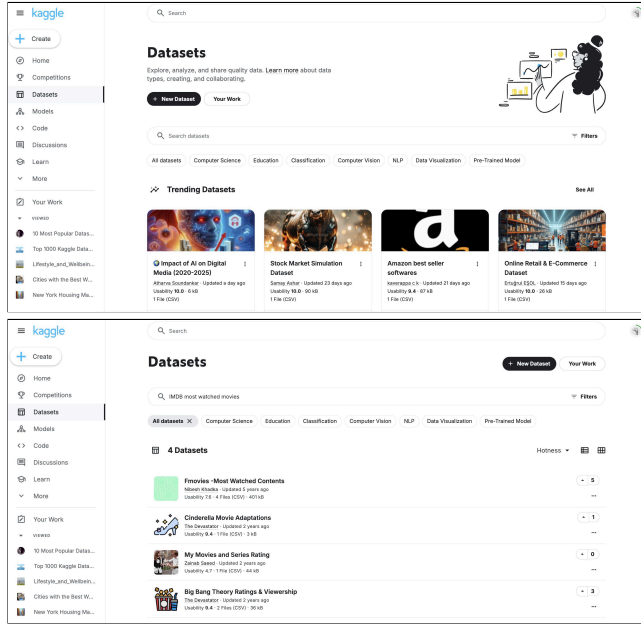 kaggle
Search
Create
Home
Competitions
Datasets
Models
Code
Discussions
Learn
More
Your Work
VIEWED
10 Most Popular Datas...
Top 1000 Kaggle Data...
Lifestyle_and_Wellbein...
Cities with the Best W...
New York Housing Ma...
Datasets
Explore, analyze, and share quality data. Learn more about data
types, creating, and collaborating.
+ New Dataset
Your Work
Search datasets
Filters
All datasets
Computer Science
Education
Classification
Computer Vision
NLP
Data Visualization
Pre-Trained Model
Trending Datasets
See All
Impact of AI on Digital
Media (2020-2025)
Atharva Soundankar · Updated a day ago
Usability 10.0 · 6 kB
1 File (CSV)
Stock Market Simulation
Dataset
Samay Ashar · Updated 23 days ago
Usability 10.0 · 90 kB
1 File (CSV)
Amazon best seller
softwares
kaverappa c k · Updated 21 days ago
Usability 9.4 · 87 kB
1 File (CSV)
Online Retail & E-Commerce
Dataset
Ertuğrul EŞOL · Updated 15 days ago
Usability 10.0 · 26 kB
1 File (CSV)
kaggle
Search
Create
Home
Competitions
Datasets
Models
Code
Discussions
Learn
More
Your Work
VIEWED
10 Most Popular Datas...
Top 1000 Kaggle Data...
Lifestyle_and_Wellbein...
Cities with the Best W...
New York Housing Ma...
Datasets
+ New Dataset
Your Work
IMDB most watched movies
Filters
All datasets X
Computer Science
Education
Classification
Computer Vision
NLP
Data Visualization
Pre-Trained Model
4 Datasets
Hotness
Fmovies -Most Watched Contents
Nibesh Khadka · Updated 5 years ago
Usability 7.6 · 4 Files (CSV) · 401 kB
5
Cinderella Movie Adaptations
The Devastator · Updated 2 years ago
Usability 9.4 · 1 File (CSV) · 3 kB
1
My Movies and Series Rating
Zainab Saeed · Updated 2 years ago
Usability 4.7 · 1 File (CSV) · 44 kB
0
Big Bang Theory Ratings & Viewership
The Devastator · Updated 2 years ago
Usability 9.4 · 2 Files (CSV) · 36 kB
3